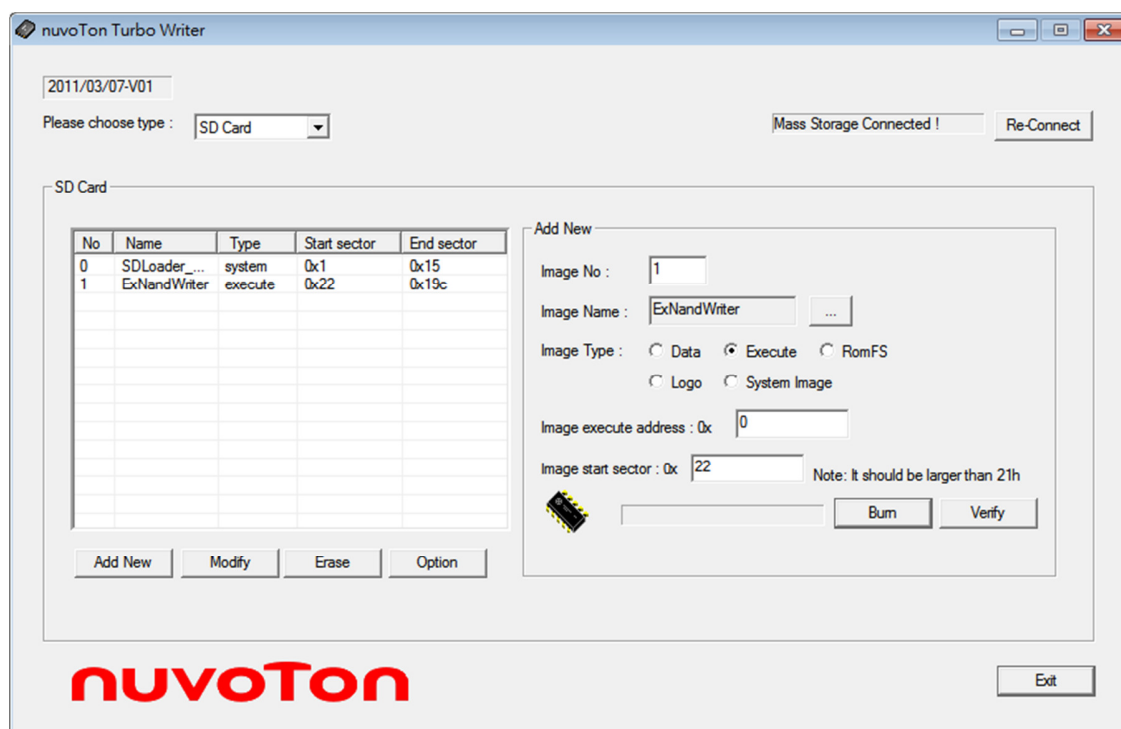 nuvoTon Turbo Writer
2011/03/07-V01
Please choose type : SD Card Mass Storage Connected ! Re-Connect
SD Card
No Name Type Start sector End sector
0 SDLoader_... system 0x1 0x15
1 ExNandWriter execute 0x22 0x19c
Add New Modify Erase Option
Add New
Image No : 1
Image Name : ExNandWriter ...
Image Type : Data Execute RomFS
Logo System Image
Image execute address : 0x 0
Image start sector : 0x 22 Note: It should be larger than 21h
Burn Verify
nuvoTon
Exit